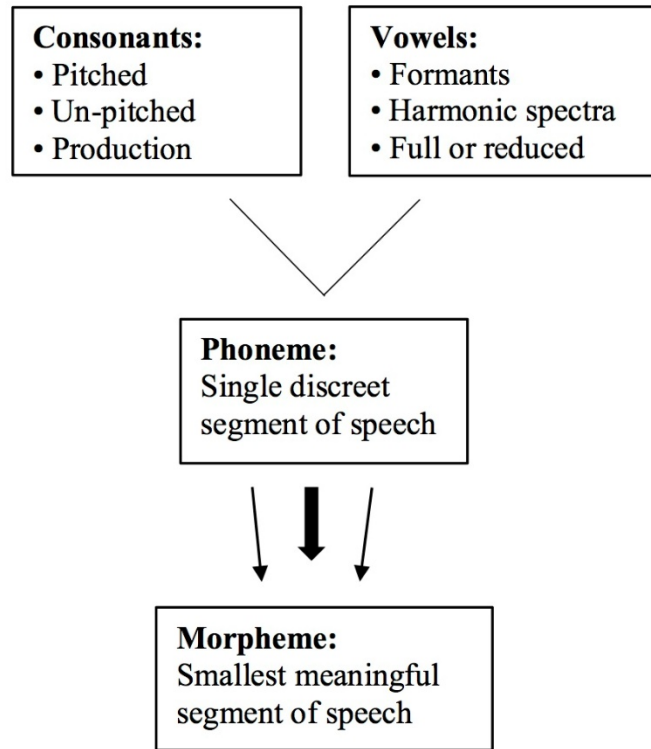 Consonants:
• Pitched
• Un-pitched
• Production
Vowels:
• Formants
• Harmonic spectra
• Full or reduced
Phoneme:
Single discreet
segment of speech
Morpheme:
Smallest meaningful
segment of speech